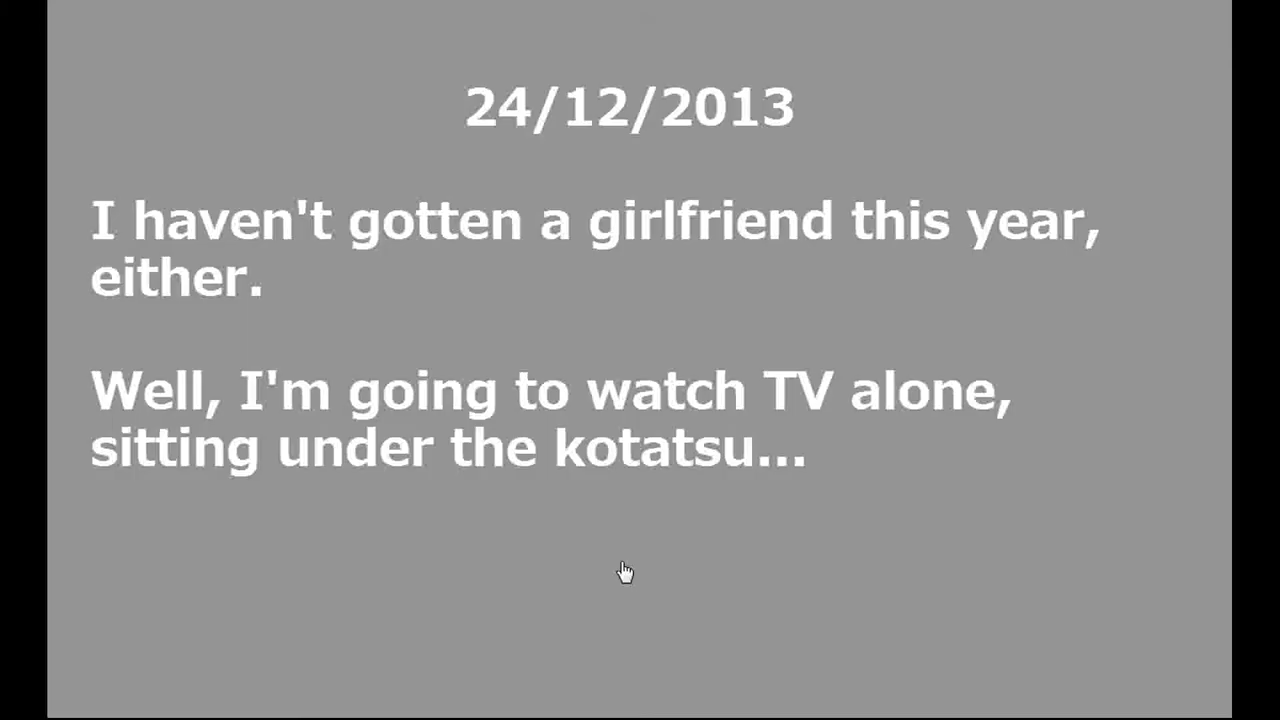 24/12/2013
I haven't gotten a girlfriend this year,
either.
Well, I'm going to watch TV alone,
sitting under the kotatsu...